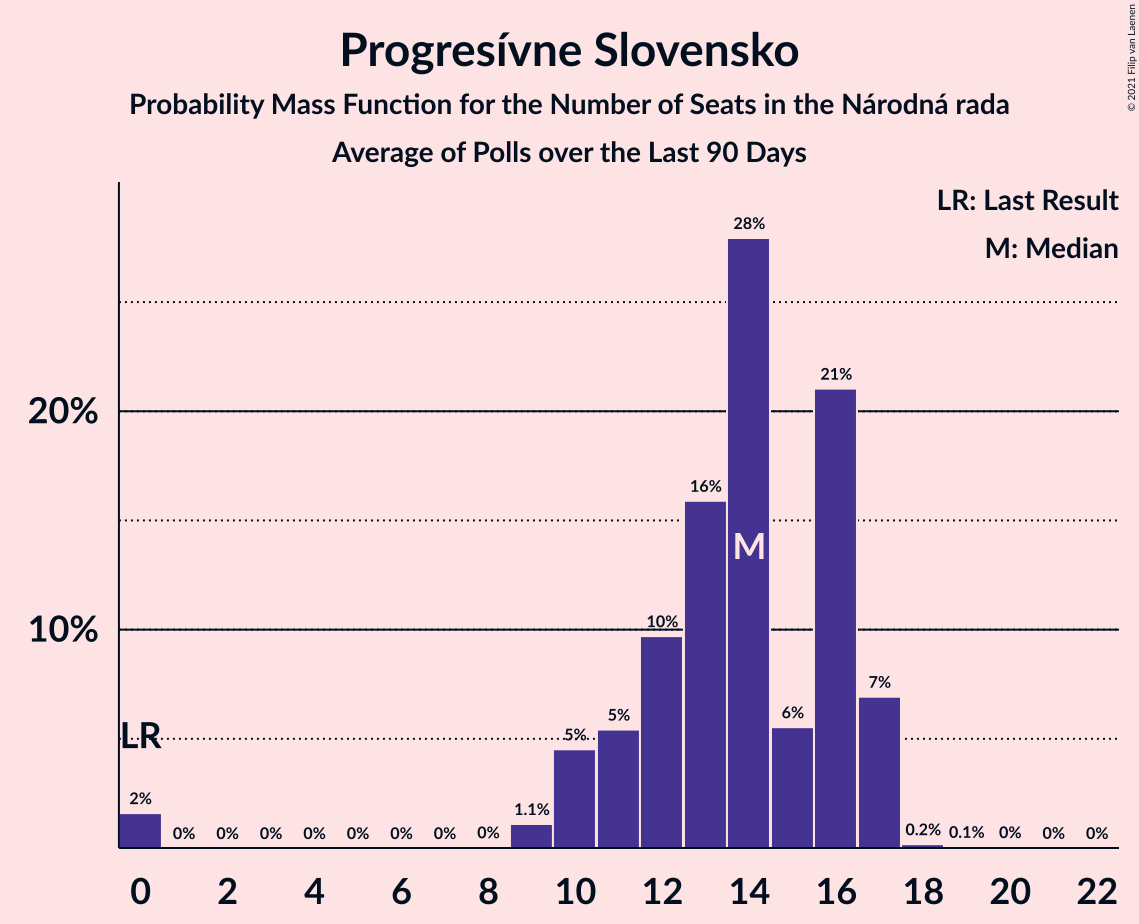 Progresívne Slovensko
Probability Mass Function for the Number of Seats in the Národná rada
Average of Polls over the Last 90 Days
© 2021 Filip van Laenen
LR: Last Result
M: Median
20%
10%
LR
M
2%
0%
0%
0%
0%
0%
0%
0%
0%
1.1%
5%
5%
10%
16%
28%
6%
21%
7%
0.2%
0.1%
0%
0%
0%
0 2 4 6 8 10 12 14 16 18 20 22